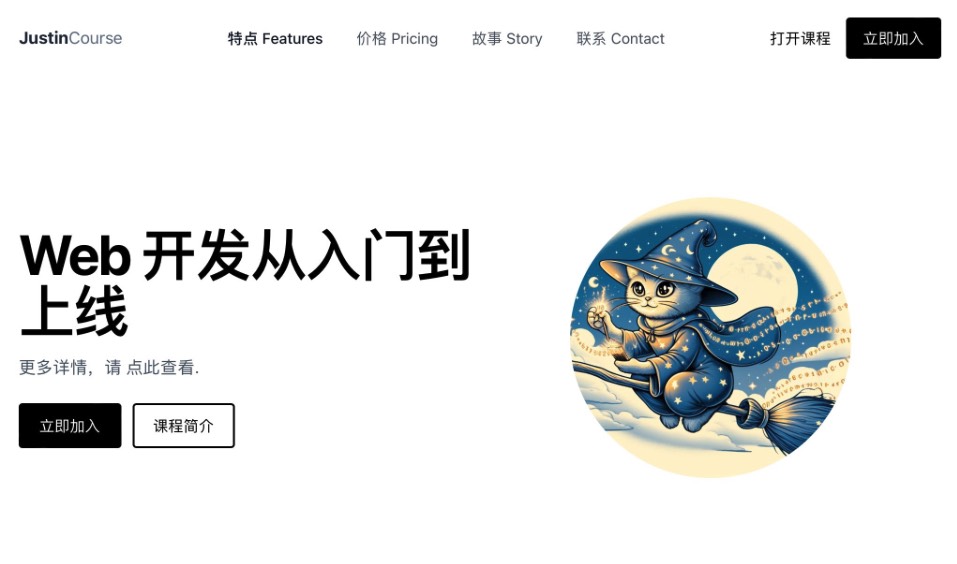 JustinCourse
特点 Features
价格 Pricing
故事 Story
联系 Contact
打开课程
立即加入
Web 开发从入门到
上线
更多详情，请 点此查看.
立即加入
课程简介